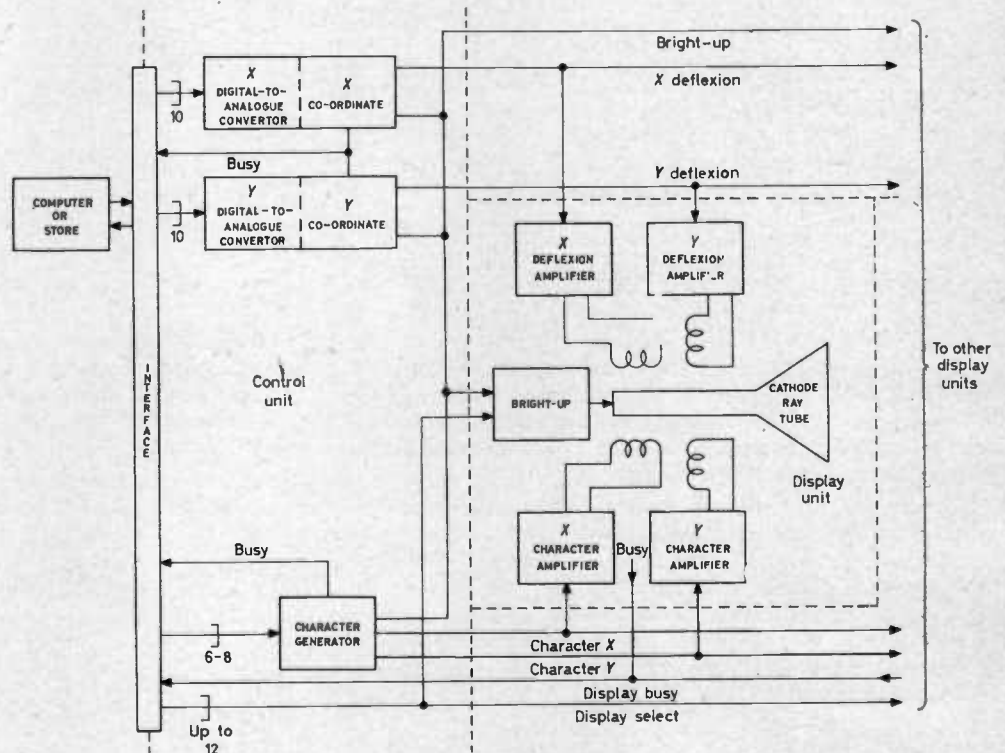 Bright-up
X deflexion
X
DIGITAL-TO-
ANALOGUE
CONVERTOR
X
CO-ORDINATE
10
Busy
Y deflexion
COMPUTER
OR
STORE
Y
DIGITAL-TO-
ANALOGUE
CONVERTOR
Y
CO-ORDINATE
10
X
DEFLEXION
AMPLIFIER
Y
DEFLEXION
AMPLIFIER
INTERFACE
Control
unit
BRIGHT-UP
CATHODE
RAY
TUBE
To other
display
units
Display
unit
X
CHARACTER
AMPLIFIER
Busy
Y
CHARACTER
AMPLIFIER
Busy
CHARACTER
GENERATOR
6-8
Character X
Character Y
Display busy
Display select
Up to
12